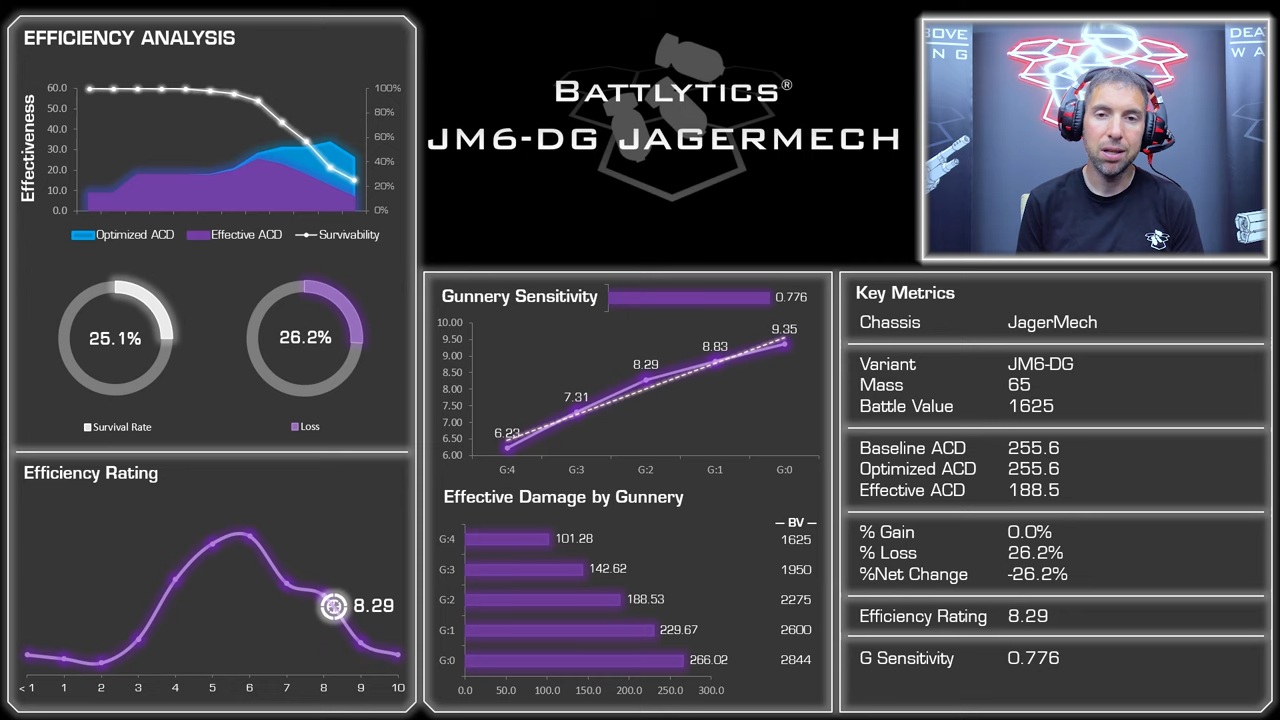 EFFICIENCY ANALYSIS
Effectiveness
60.0
50.0
40.0
30.0
20.0
10.0
0.0
100%
80%
60%
40%
20%
0%
Optimized ACD Effective ACD Survivability
25.1%
26.2%
Survival Rate
Loss
Efficiency Rating
8.29
< 1 1 2 3 4 5 6 7 8 9 10
BATTLYTICS®
JM6-DG JAGERMECH
BOVE
N G
DEA
W A
Gunnery Sensitivity 0.776
10.00
9.50
9.00
8.50
8.00
7.50
7.00
6.50
6.00
6.23
7.31
8.29
8.83
9.35
G:4 G:3 G:2 G:1 G:0
Effective Damage by Gunnery
— BV —
G:4 101.28 1625
G:3 142.62 1950
G:2 188.53 2275
G:1 229.67 2600
G:0 266.02 2844
0.0 50.0 100.0 150.0 200.0 250.0 300.0
Key Metrics
Chassis JagerMech
Variant JM6-DG
Mass 65
Battle Value 1625
Baseline ACD 255.6
Optimized ACD 255.6
Effective ACD 188.5
% Gain 0.0%
% Loss 26.2%
%Net Change -26.2%
Efficiency Rating 8.29
G Sensitivity 0.776